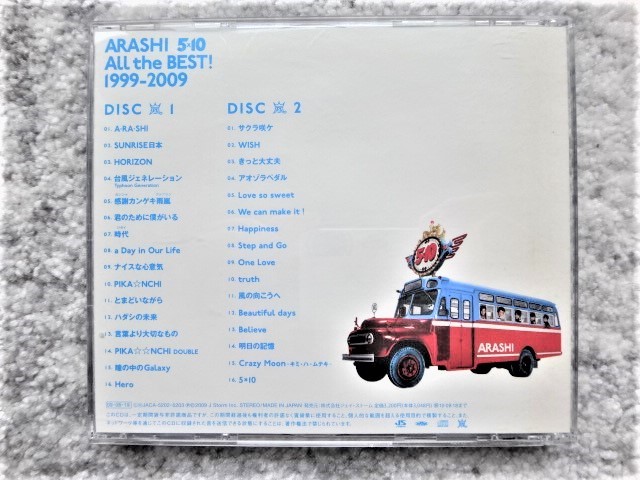 ARASHI 5×10
All the BEST!
1999-2009
DISC 1
01. A・RA・SHI
02. SUNRISE日本
03. HORIZON
04.台風ジェネレーション
Typhoon Generation
05. 感謝カンゲキ雨嵐
06. 君のために僕がいる
07. 時代
08. a Day in Our Life
09. ナイスな心意気
10. PIKA☆NCHI
11. とまどいながら
12. ハダシの未来
13. 言葉より大切なもの
14. PIKA☆☆NCHI DOUBLE
15. 瞳の中のGalaxy
16. Hero
DISC 2
01. サクラ咲ケ
02. WISH
03. きっと大丈夫
04. アオゾラペダル
05. Love so sweet
06. We can make it!
07. Happiness
08. Step and Go
09. One Love
10. truth
11. 風の向こうへ
12. Beautiful days
13. Believe
14. 明日の記憶
15. Crazy Moon～キミ・ハ・ムテキ～
16. 5×10
5×10
ARASHI